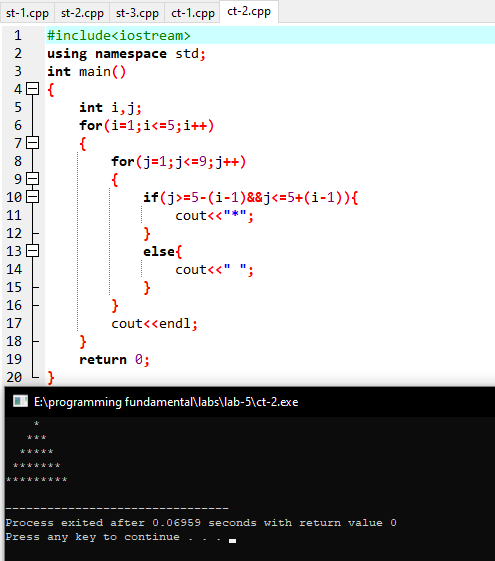 st-1.cpp st-2.cpp st-3.cpp ct-1.cpp ct-2.cpp
1 #include<iostream>
2 using namespace std;
3 int main()
4 {
5     int i,j;
6     for(i=1;i<=5;i++)
7     {
8         for(j=1;j<=9;j++)
9         {
10             if(j>=5-(i-1)&&j<=5+(i-1)){
11                 cout<<"*";
12             }
13             else{
14                 cout<<" ";
15             }
16         }
17         cout<<endl;
18     }
19     return 0;
20 }
E:\programming fundamental\labs\lab-5\ct-2.exe
    *
   ***
  *****
 *******
*********
--------------------------------
Process exited after 0.06959 seconds with return value 0
Press any key to continue . . .